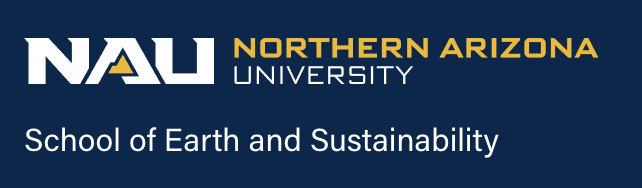 NAU NORTHERN ARIZONA
UNIVERSITY
School of Earth and Sustainability